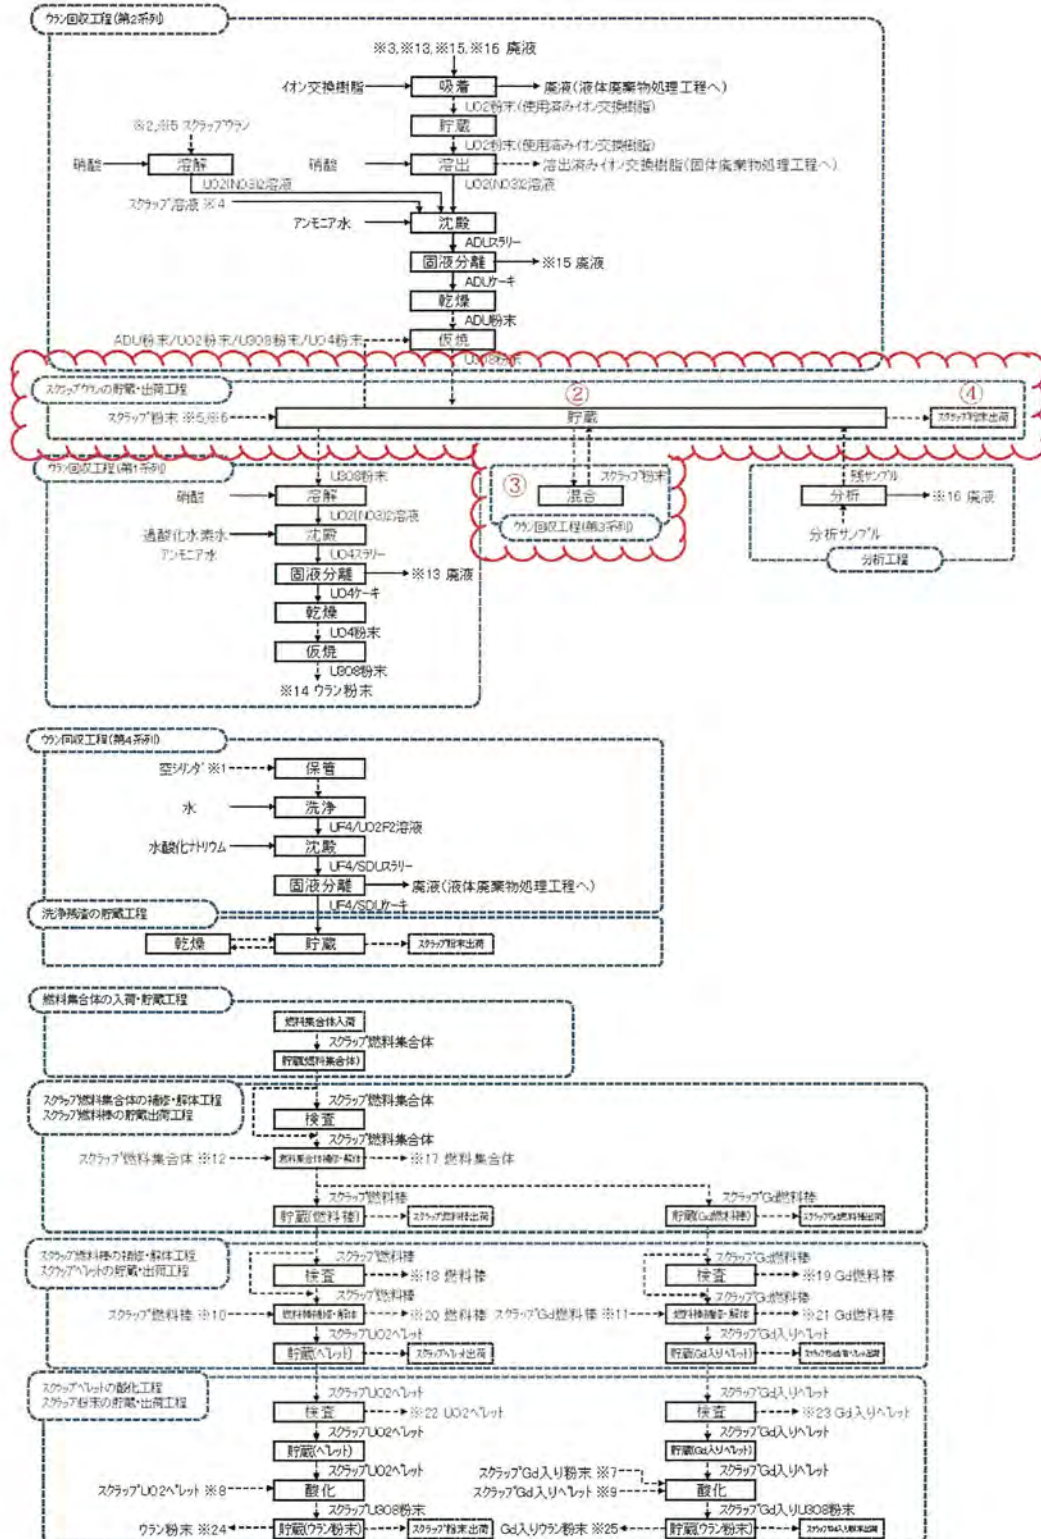 ウラン回収工程(第2系列)
※3,※13,※15,※16 廃液
イオン交換樹脂
吸着
廃液(液体廃棄物処理工程へ)
UO2粉末(使用済みイオン交換樹脂)
※2,※5 スクラップウラン
貯蔵
UO2粉末(使用済みイオン交換樹脂)
硝酸
溶解
硝酸
溶出
溶出済みイオン交換樹脂(固体廃棄物処理工程へ)
UO2(NO3)2溶液
UO2(NO3)2溶液
スクラップ溶液 ※4
アンモニア水
沈殿
ADUスラリー
固液分離
※15 廃液
ADUケーキ
乾燥
ADU粉末
ADU粉末/UO2粉末/U3O8粉末/UO4粉末
仮焼
U3O8粉末
スクラップウランの貯蔵・出荷工程
②
④
スクラップ粉末 ※5,※6
貯蔵
スクラップ粉末出荷
ウラン回収工程(第1系列)
U3O8粉末
スクラップ粉末
残サンプル
硝酸
溶解
③
混合
分析
※16 廃液
UO2(NO3)2溶液
ウラン回収工程(第3系列)
過酸化水素水
沈殿
分析サンプル
アンモニア水
UO4スラリー
分析工程
固液分離
※13 廃液
UO4ケーキ
乾燥
UO4粉末
仮焼
U3O8粉末
※14 ウラン粉末
ウラン回収工程(第4系列)
空シリンダ ※1
保管
水
洗浄
UF4/UO2F2溶液
水酸化ナトリウム
沈殿
UF4/SDUスラリー
固液分離
廃液(液体廃棄物処理工程へ)
UF4/SDUケーキ
洗浄残渣の貯蔵工程
乾燥
貯蔵
スクラップ粉末出荷
燃料集合体の入荷・貯蔵工程
燃料集合体入荷
スクラップ燃料集合体
貯蔵(燃料集合体)
スクラップ燃料集合体の補修・解体工程
スクラップ燃料棒の貯蔵出荷工程
スクラップ燃料集合体
検査
スクラップ燃料集合体
スクラップ燃料集合体 ※12
燃料集合体補修・解体
※17 燃料集合体
スクラップ燃料棒
スクラップGd燃料棒
貯蔵(燃料棒)
スクラップ燃料棒出荷
貯蔵(Gd燃料棒)
スクラップGd燃料棒出荷
スクラップ燃料棒の補修・解体工程
スクラップペレットの貯蔵・出荷工程
スクラップ燃料棒
スクラップGd燃料棒
検査
※18 燃料棒
検査
※19 Gd燃料棒
スクラップ燃料棒
スクラップGd燃料棒
スクラップ燃料棒 ※10
燃料棒補修・解体
※20 燃料棒
スクラップGd燃料棒 ※11
燃料棒補修・解体
※21 Gd燃料棒
スクラップUO2ペレット
スクラップGd入りペレット
貯蔵(ペレット)
スクラップペレット出荷
貯蔵(Gd入りペレット)
スクラップペレットの酸化工程
スクラップ粉末の貯蔵・出荷工程
スクラップUO2ペレット
スクラップGd入りペレット
検査
※22 UO2ペレット
検査
※23 Gd入りペレット
スクラップUO2ペレット
スクラップGd入りペレット
貯蔵(ペレット)
貯蔵(Gd入りペレット)
スクラップUO2ペレット
スクラップGd入りペレット
スクラップUO2ペレット ※8
酸化
スクラップGd入り粉末 ※7
スクラップGd入りペレット ※9
酸化
スクラップU3O8粉末
スクラップGd入りU3O8粉末
ウラン粉末 ※24
貯蔵(ウラン粉末)
スクラップ粉末出荷
Gd入りウラン粉末 ※25
貯蔵(ウラン粉末)
スクラップGd入り粉末出荷